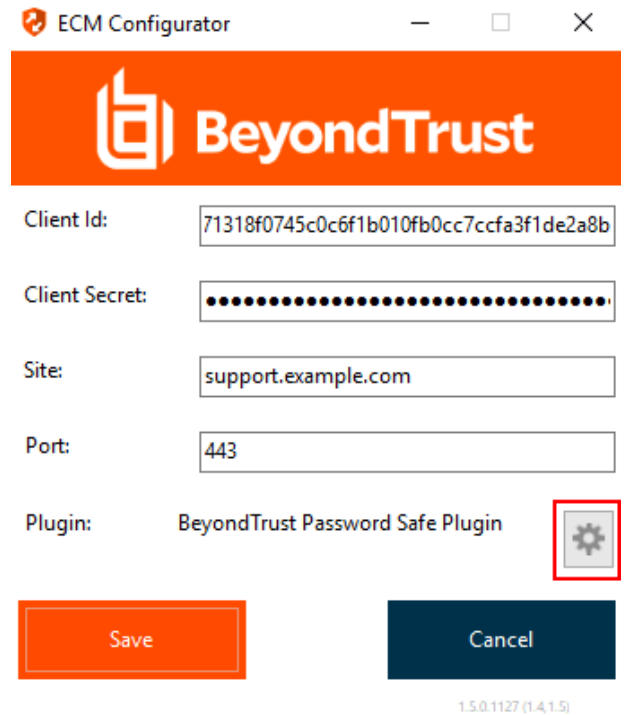 ECM Configurator
BeyondTrust
Client Id: 71318f0745c0c6f1b010fb0cc7ccfa3f1de2a8b
Client Secret: ●●●●●●●●●●●●●●●●●●●●●●●●●●●●●●●●●●●
Site: support.example.com
Port: 443
Plugin: BeyondTrust Password Safe Plugin
Save Cancel
1.5.0.1127 (1.4,1.5)